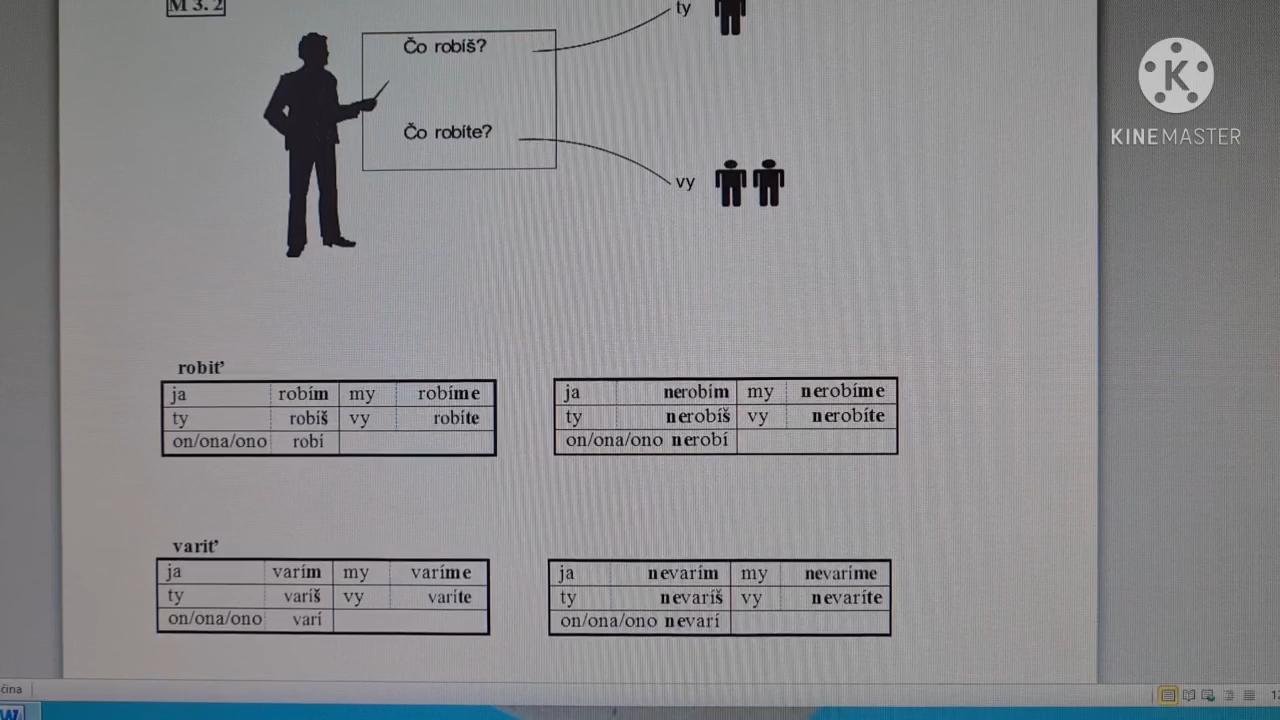 M 3. 2
ty
Čo robíš?
Čo robíte?
vy
KINEMASTER
robiť
ja robím my robíme
ty robíš vy robíte
on/ona/ono robí
ja nerobím my nerobíme
ty nerobíš vy nerobíte
on/ona/ono nerobí
variť
ja varím my varíme
ty varíš vy varíte
on/ona/ono varí
ja nevarím my nevaríme
ty nevaríš vy nevaríte
on/ona/ono nevarí
čina